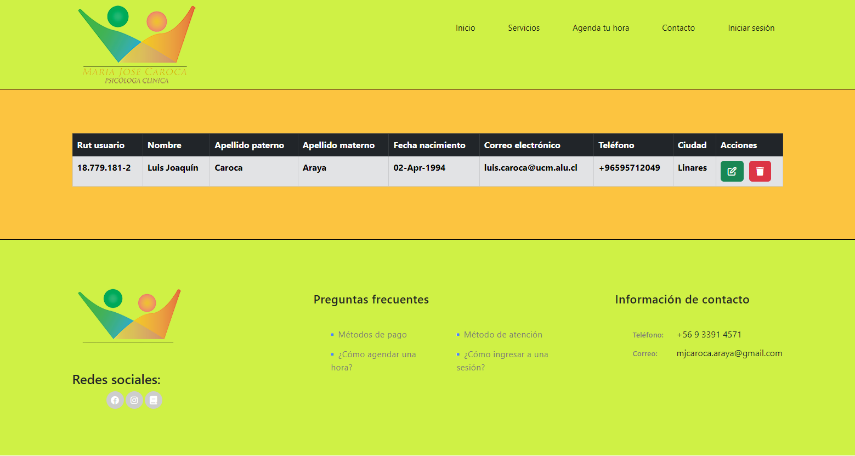 Inicio Servicios Agenda tu hora Contacto Iniciar sesión
MARIA JOSE CAROCA
PSICÓLOGA CLINICA
Rut usuario Nombre Apellido paterno Apellido materno Fecha nacimiento Correo electrónico Teléfono Ciudad Acciones
18.779.181-2 Luis Joaquín Caroca Araya 02-Apr-1994 luis.caroca@ucm.alu.cl +96595712049 Linares
Preguntas frecuentes
Métodos de pago
¿Cómo agendar una
hora?
Método de atención
¿Cómo ingresar a una
sesión?
Información de contacto
Teléfono: +56 9 3391 4571
Correo: mjcaroca.araya@gmail.com
Redes sociales: